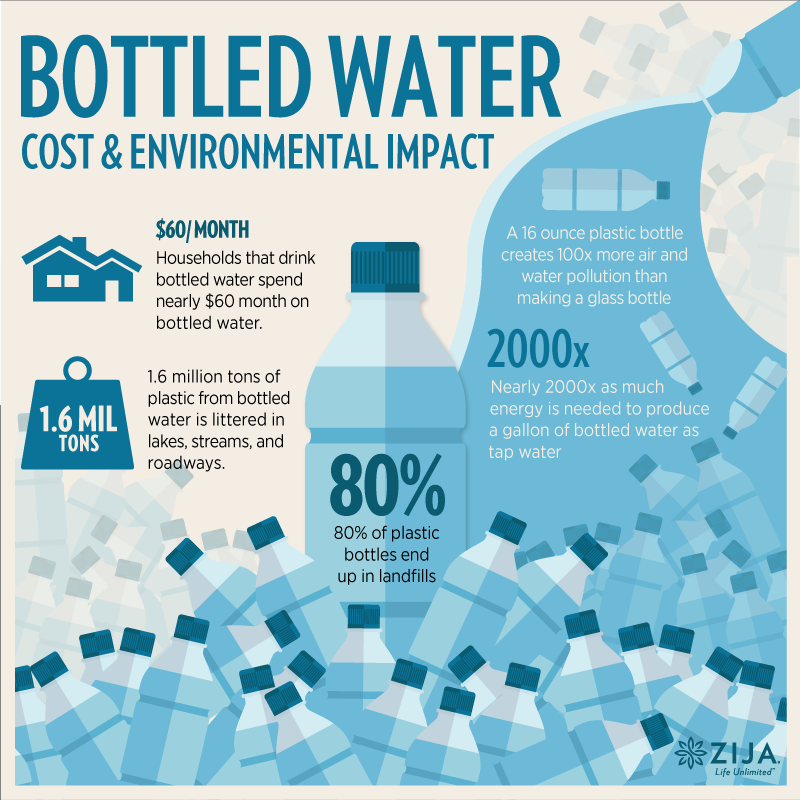 BOTTLED WATER
COST & ENVIRONMENTAL IMPACT
$60/MONTH
Households that drink
bottled water spend
nearly $60 month on
bottled water.
1.6 MIL
TONS
1.6 million tons of
plastic from bottled
water is littered in
lakes, streams, and
roadways.
80%
80% of plastic
bottles end
up in landfills
A 16 ounce plastic bottle
creates 100x more air and
water pollution than
making a glass bottle
2000x
Nearly 2000x as much
energy is needed to produce
a gallon of bottled water as
tap water
ZIJA.
Life Unlimited™